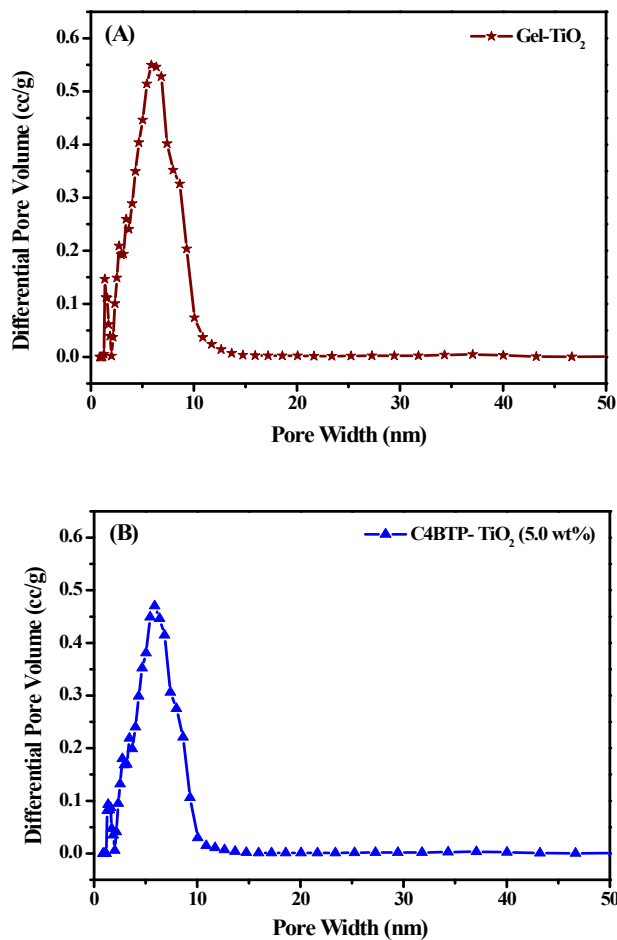 (A)
Gel-TiO₂
Differential Pore Volume (cc/g)
0.6
0.5
0.4
0.3
0.2
0.1
0.0
0 10 20 30 40 50
Pore Width (nm)
(B)
C4BTP- TiO₂ (5.0 wt%)
Differential Pore Volume (cc/g)
0.6
0.5
0.4
0.3
0.2
0.1
0.0
0 10 20 30 40 50
Pore Width (nm)